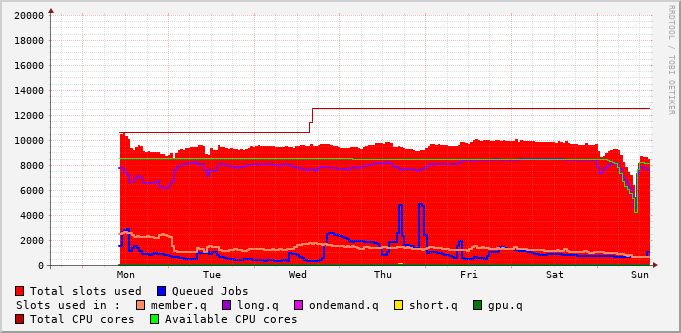 20000
18000
16000
14000
12000
10000
8000
6000
4000
2000
0
Mon Tue Wed Thu Fri Sat Sun
RRDTOOL / TOBI OETIKER
Total slots used Queued Jobs
Slots used in : member.q long.q ondemand.q short.q gpu.q
Total CPU cores Available CPU cores